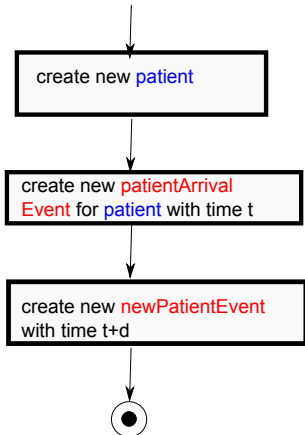 create new patient
create new patientArrival
Event for patient with time t
create new newPatientEvent
with time t+d